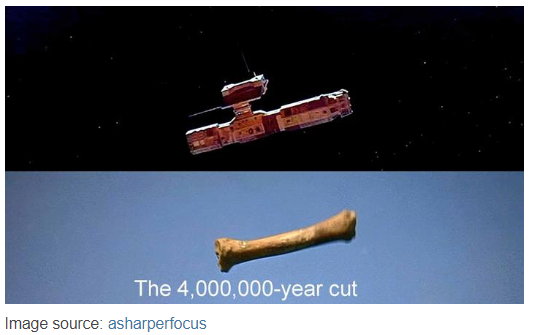 The 4,000,000-year cut
Image source: asharperfocus